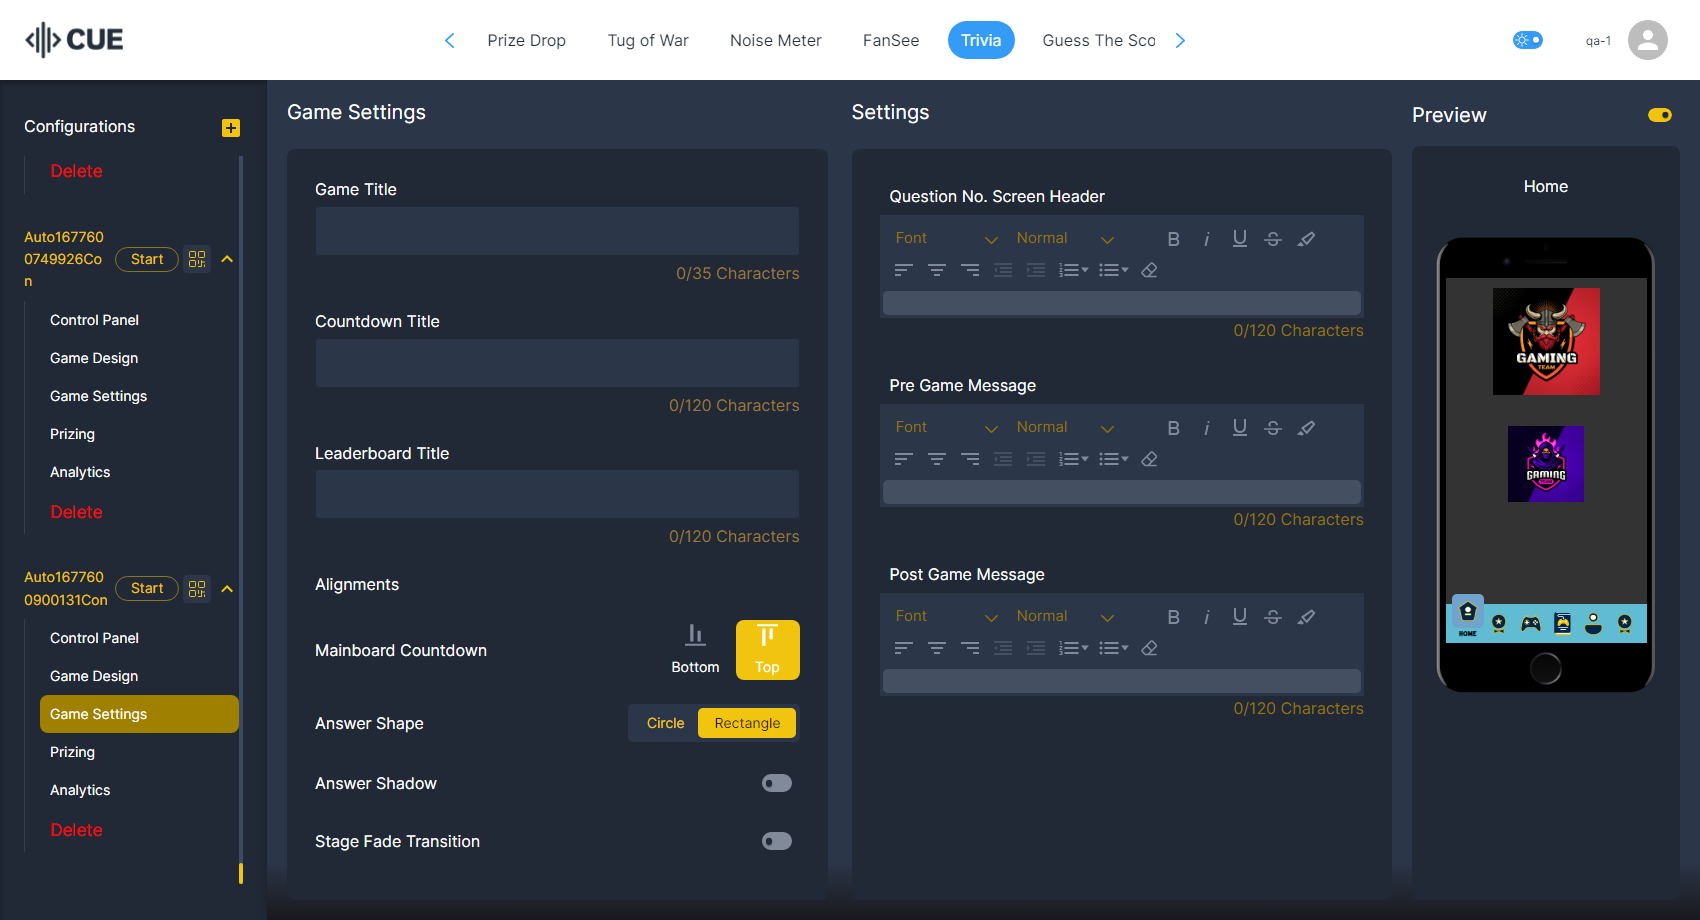 CUE
Prize Drop
Tug of War
Noise Meter
FanSee
Trivia
Guess The Sco
qa-1
Configurations
Delete
Auto167760
0749926Co
n
Start
Control Panel
Game Design
Game Settings
Prizing
Analytics
Delete
Auto167760
0900131Con
Start
Control Panel
Game Design
Game Settings
Prizing
Analytics
Delete
Game Settings
Game Title
0/35 Characters
Countdown Title
0/120 Characters
Leaderboard Title
0/120 Characters
Alignments
Mainboard Countdown
Bottom
Top
Answer Shape
Circle
Rectangle
Answer Shadow
Stage Fade Transition
Settings
Question No. Screen Header
Font
Normal
0/120 Characters
Pre Game Message
Font
Normal
0/120 Characters
Post Game Message
Font
Normal
0/120 Characters
Preview
Home
GAMING
TEAM
GAMING
TEAM
HOME